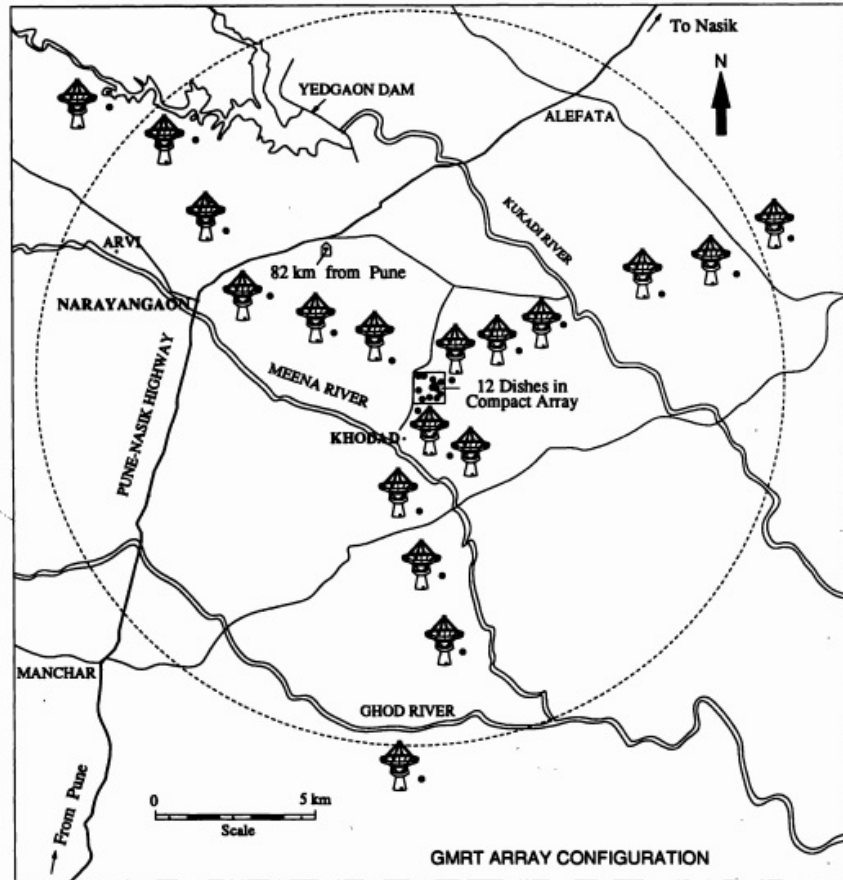 To Nasik
N
YEDGAON DAM
ALEFATA
KUKADI RIVER
ARVI
82 km from Pune
NARAYANGAON
PUNE-NASIK HIGHWAY
MEENA RIVER
12 Dishes in
Compact Array
KHODAD
MANCHAR
GHOD RIVER
From Pune
0 5 km
Scale
GMRT ARRAY CONFIGURATION